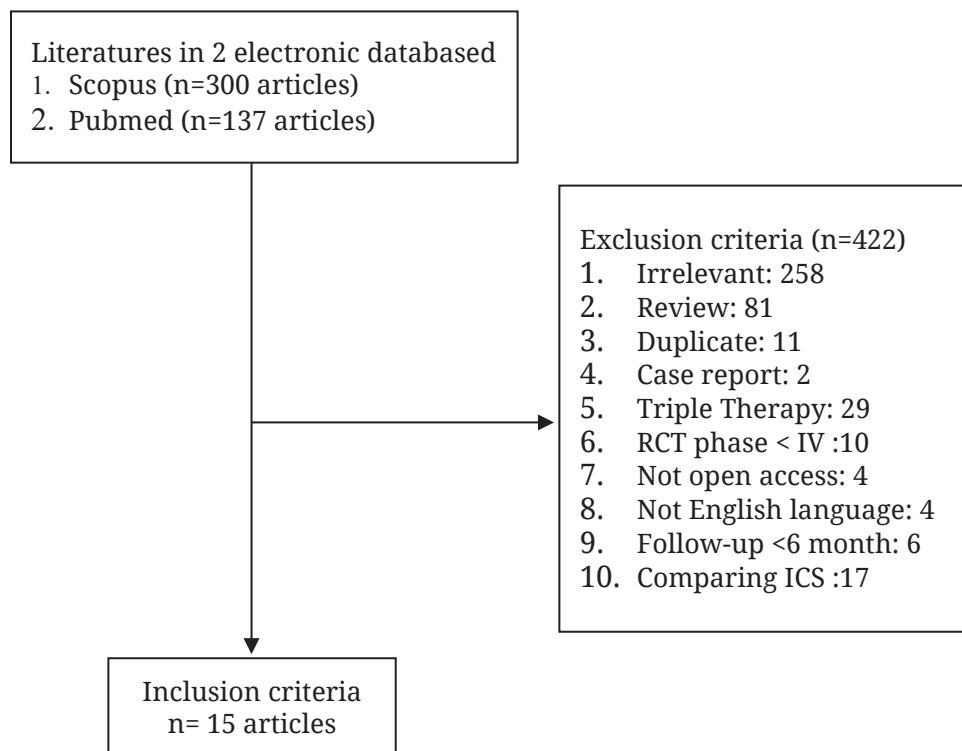 Literatures in 2 electronic databased
1. Scopus (n=300 articles)
2. Pubmed (n=137 articles)
Exclusion criteria (n=422)
1. Irrelevant: 258
2. Review: 81
3. Duplicate: 11
4. Case report: 2
5. Triple Therapy: 29
6. RCT phase < IV :10
7. Not open access: 4
8. Not English language: 4
9. Follow-up <6 month: 6
10. Comparing ICS :17
Inclusion criteria
n= 15 articles